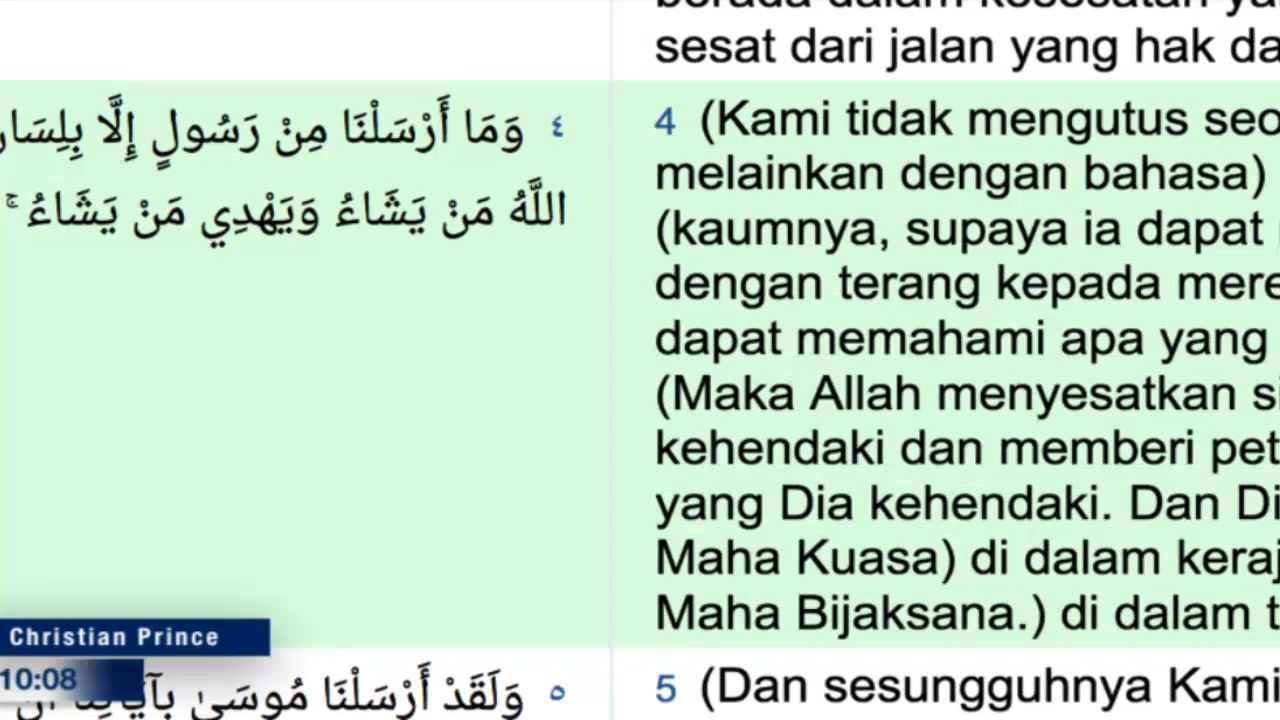 sesat dari jalan yang hak da
٤ وَمَا أَرْسَلْنَا مِنْ رَسُولٍ إِلَّا
اللَّهُ مَنْ يَشَاءُ وَيَهْدِي مَنْ يَشَاءُ ۚ
4 (Kami tidak mengutus seo
melainkan dengan bahasa)
(kaumnya, supaya ia dapat
dengan terang kepada mere
dapat memahami apa yang
(Maka Allah menyesatkan si
kehendaki dan memberi pet
yang Dia kehendaki. Dan Di
Maha Kuasa) di dalam keraj
Maha Bijaksana.) di dalam t
Christian Prince
10:08
٥ وَلَقَدْ أَرْسَلْنَا مُوسَىٰ
5 (Dan sesungguhnya Kami